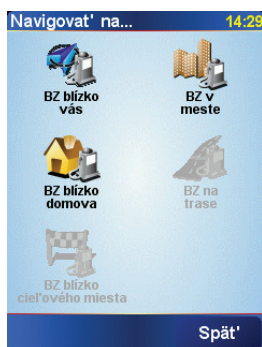 Navigovat' na...
14:29
BZ blízko
vás
BZ v
meste
BZ blízko
domova
BZ na
trase
BZ blízko
cieľového miesta
Spät'